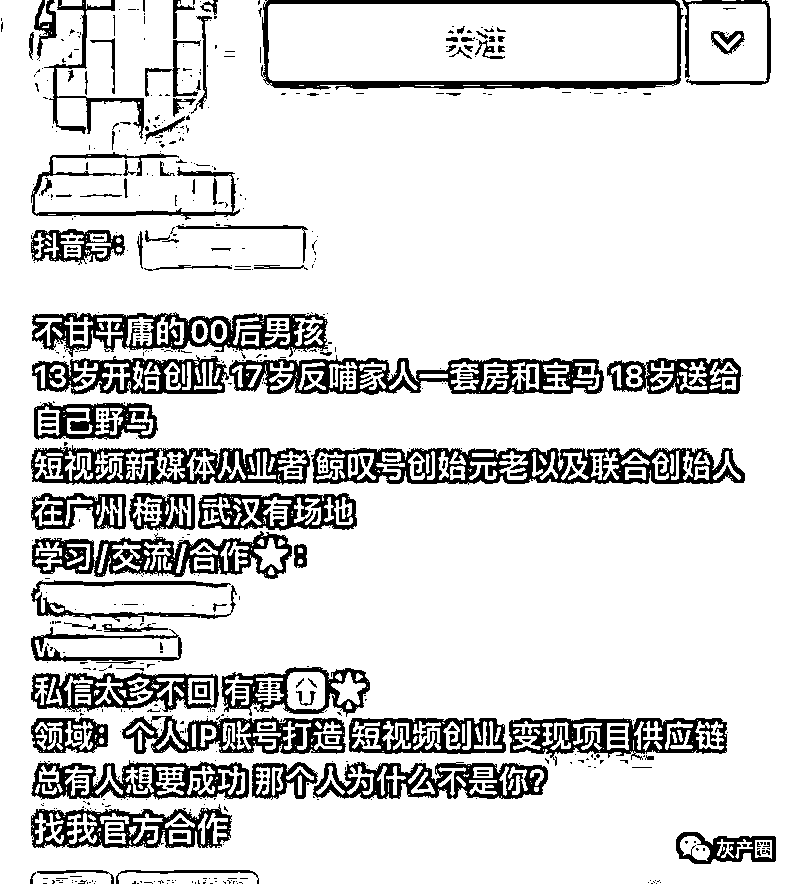 关注
抖音号：
不甘平庸的00后男孩
13岁开始创业 17岁反哺家人一套房和宝马 18岁送给
自己野马
短视频新媒体从业者 鲸叹号创始元老以及联合创始人
在广州 梅州 武汉有场地
学习/交流/合作：
私信太多不回 有事
领域：个人IP账号打造 短视频创业 变现项目供应链
总有人想要成功 那个人为什么不是你?
找我官方合作
灰产圈